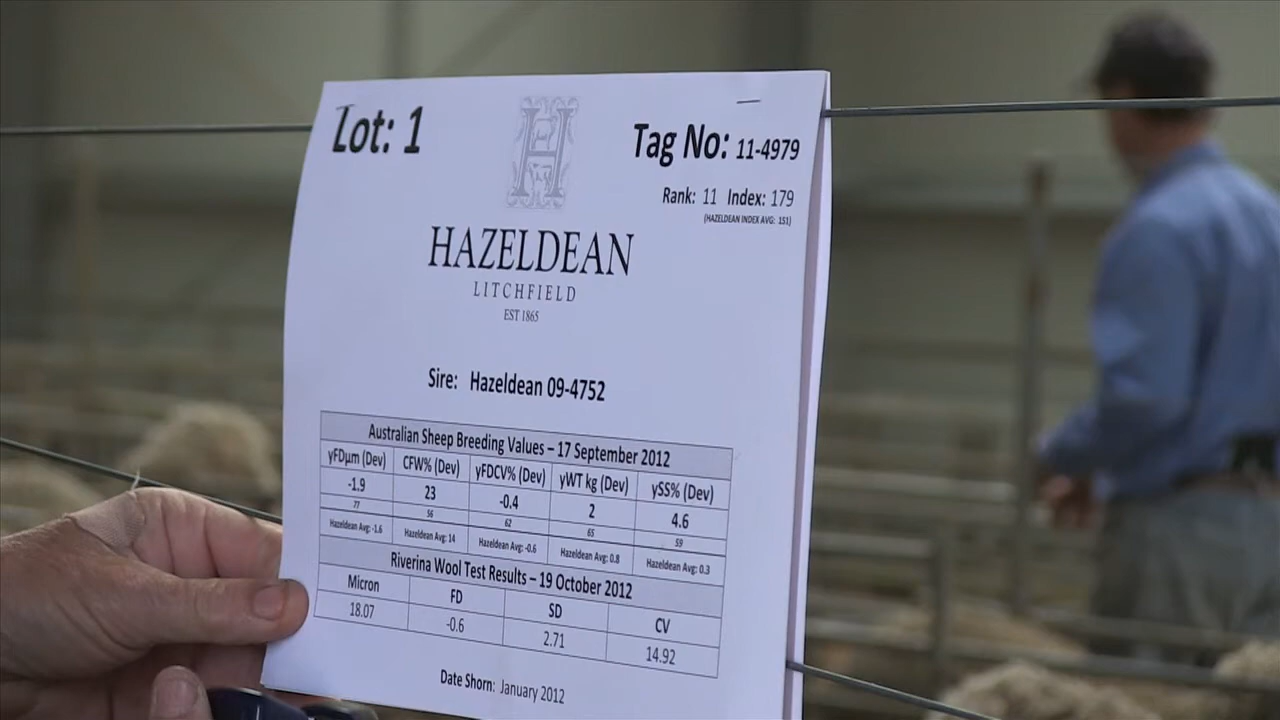 Lot: 1
H
Tag No: 11-4979
Rank: 11 Index: 179
(HAZELDEAN INDEX AVG: 151)
HAZELDEAN
LITCHFIELD
EST 1865
Sire: Hazeldean 09-4752
Australian Sheep Breeding Values – 17 September 2012
yFDµm (Dev) CFW% (Dev) yFDCV% (Dev) yWT kg (Dev) ySS% (Dev)
-1.9 23 -0.4 2 4.6
77 56 62 65 59
Hazeldean Avg: -1.6 Hazeldean Avg: 14 Hazeldean Avg: -0.6 Hazeldean Avg: 0.8 Hazeldean Avg: 0.3
Riverina Wool Test Results – 19 October 2012
Micron FD SD CV
18.07 -0.6 2.71 14.92
Date Shorn: January 2012